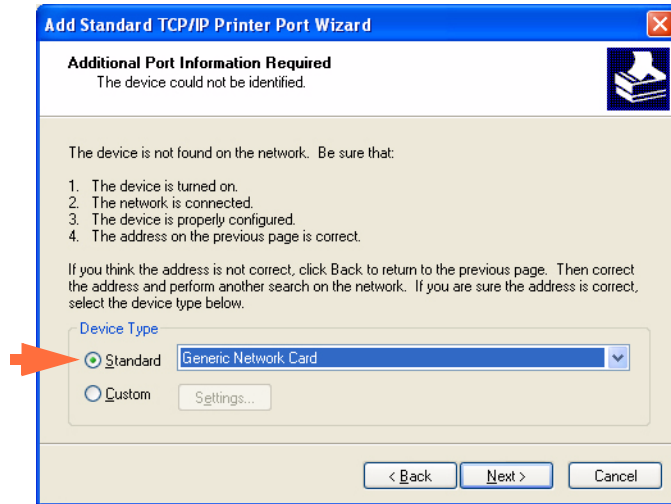 Add Standard TCP/IP Printer Port Wizard
Additional Port Information Required
The device could not be identified.
The device is not found on the network. Be sure that:
1. The device is turned on.
2. The network is connected.
3. The device is properly configured.
4. The address on the previous page is correct.
If you think the address is not correct, click Back to return to the previous page. Then correct
the address and perform another search on the network. If you are sure the address is correct,
select the device type below.
Device Type
Standard Generic Network Card
Custom Settings...
< Back Next > Cancel